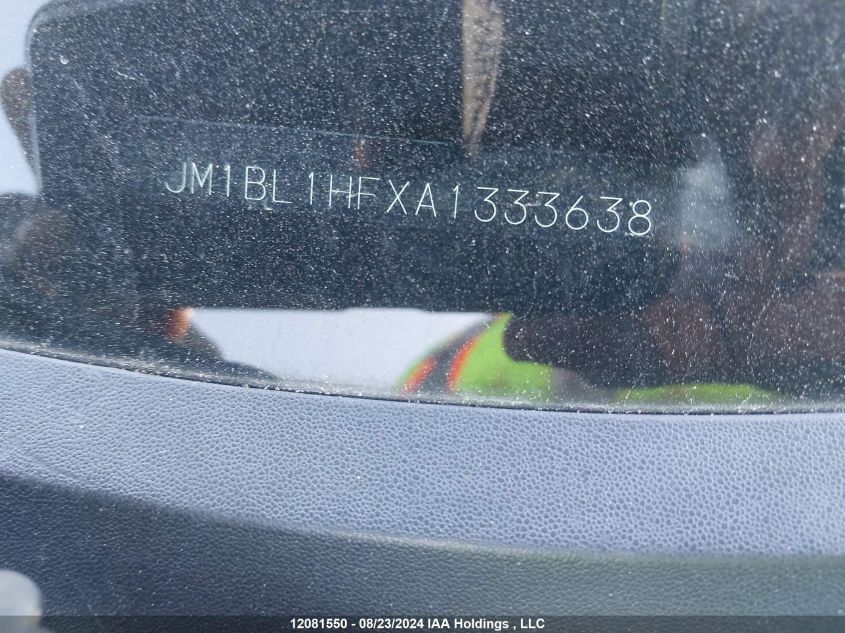 JM1BL1HFXA1333638
12081550 - 08/23/2024 IAA Holdings , LLC